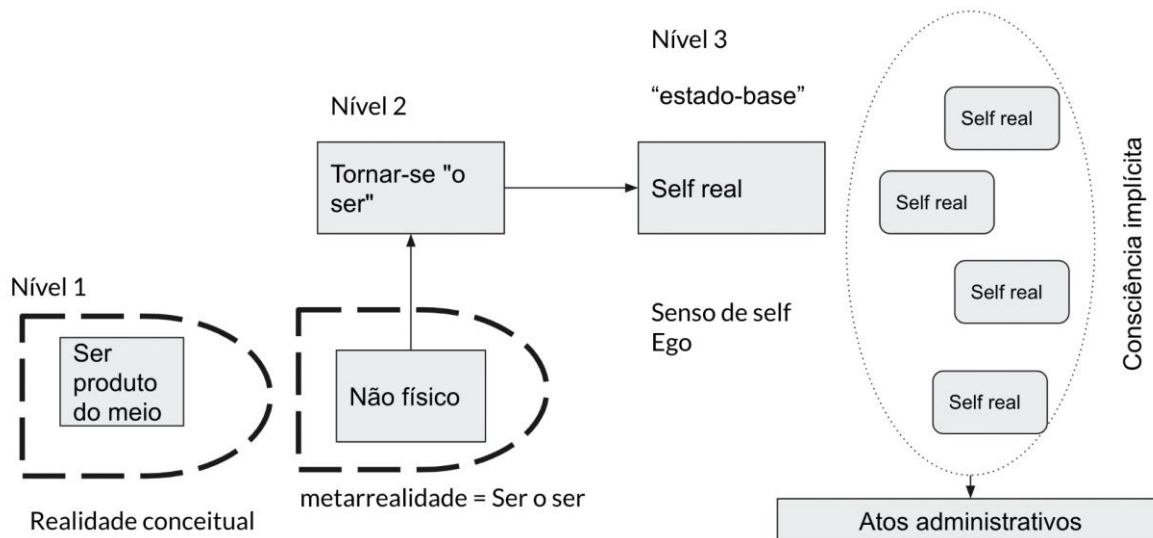 Nível 1
Ser
produto
do meio
Realidade conceitual
Nível 2
Tornar-se "o
ser"
Não físico
metarrealidade = Ser o ser
Nível 3
“estado-base”
Self real
Senso de self
Ego
Self real
Self real
Self real
Self real
Consciência implícita
Atos administrativos